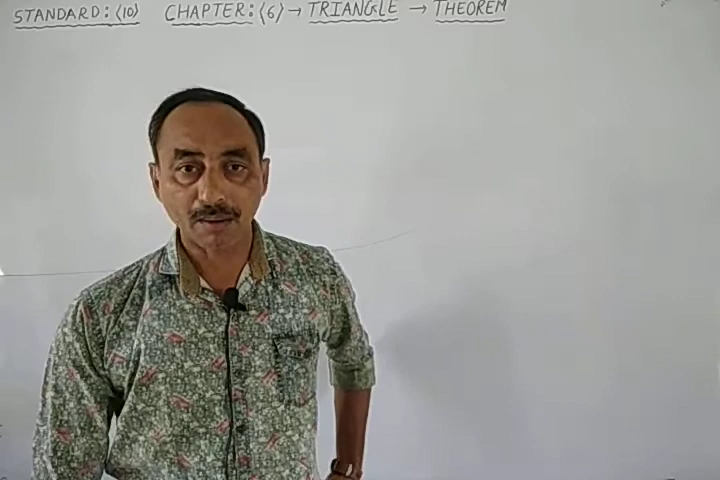 STANDARD: (10) CHAPTER: (6) → TRIANGLE → THEOREM